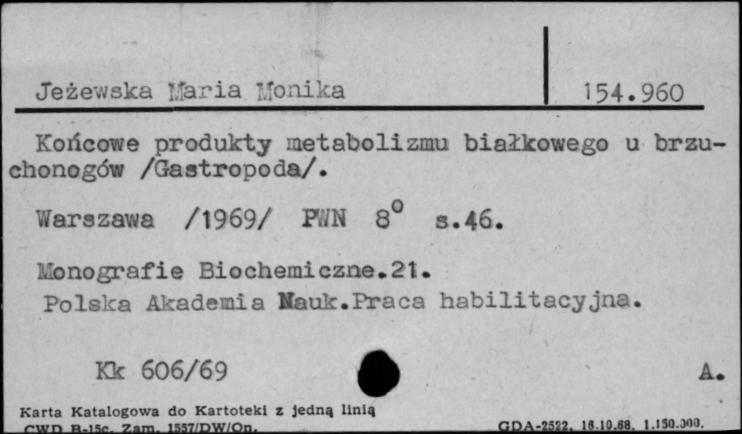 Jeżewska Maria Monika 154.960
Końcowe produkty metabolizmu białkowego u brzu-
chonogów /Gastropoda/.
Warszawa /1969/ PWN 8° s.46.
Monografie Biochemiczne.21.
Polska Akademia Nauk.Praca habilitacyjna.
Kk 606/69 A.
Karta Katalogowa do Kartoteki z jedną linią
CWD B-15c. Zam. 1557/DW/On. GDA-2522. 16.10.68. 1.150.000.